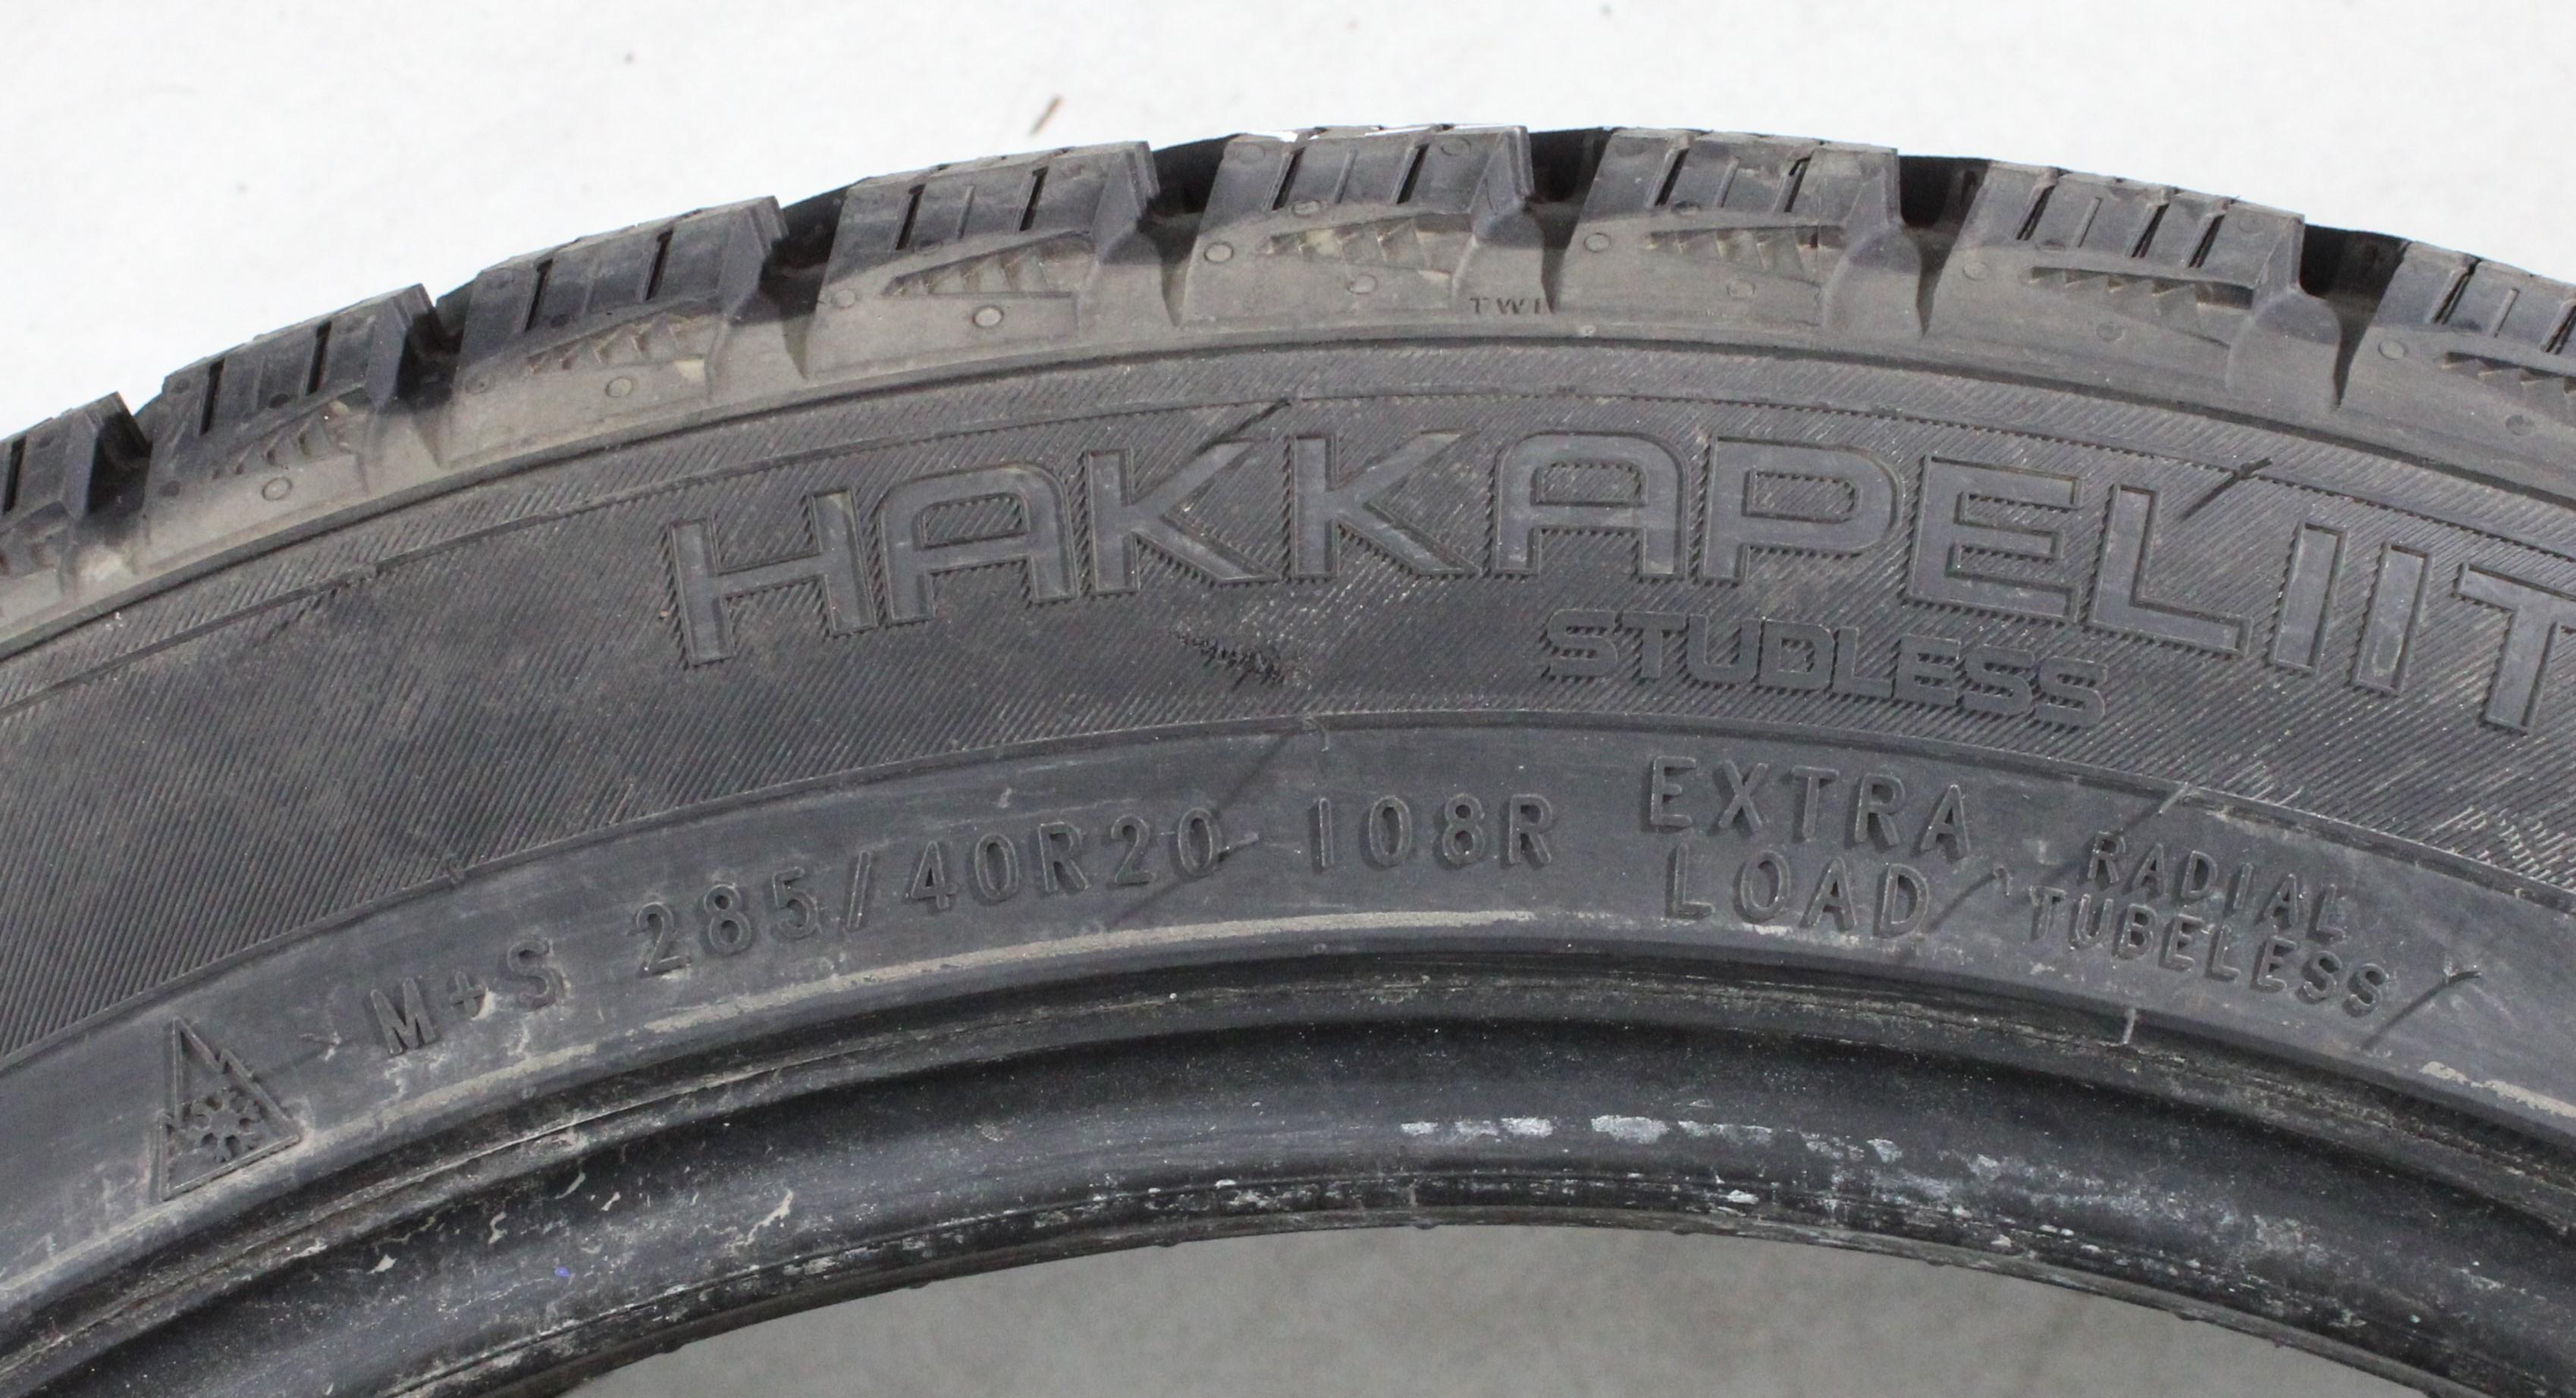 TWI
HAKKAPELIIT
STUDLESS
M+S 285/40R20 108R EXTRA LOAD
RADIAL
TUBELESS